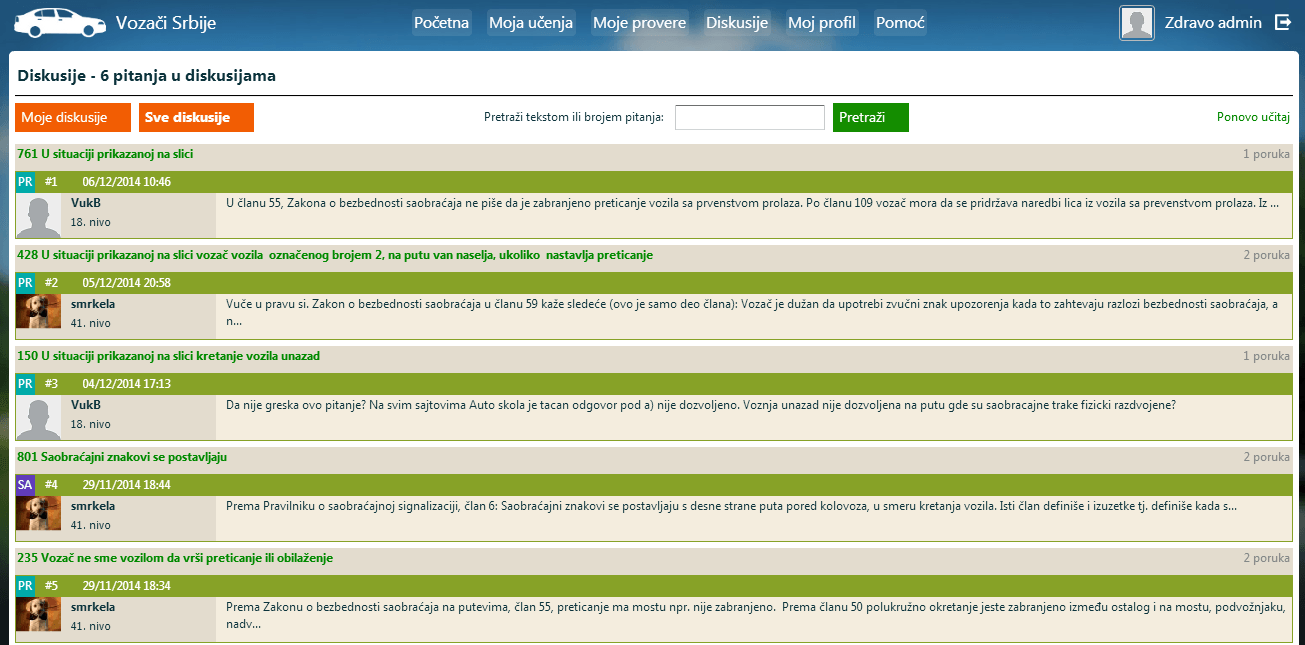 Vozači Srbije
Početna Moja učenja Moje provere Diskusije Moj profil Pomoć
Zdravo admin
Diskusije - 6 pitanja u diskusijama
Moje diskusije Sve diskusije Pretraži tekstom ili brojem pitanja: Pretraži Ponovo učitaj
761 U situaciji prikazanoj na slici 1 poruka
PR #1 06/12/2014 10:46
VukB
18. nivo
U članu 55, Zakona o bezbednosti saobraćaja ne piše da je zabranjeno preticanje vozila sa prvenstvom prolaza. Po članu 109 vozač mora da se pridržava naredbi lica iz vozila sa prevenstvom prolaza. Iz ...
428 U situaciji prikazanoj na slici vozač vozila  označenog brojem 2, na putu van naselja, ukoliko  nastavlja preticanje 2 poruka
PR #2 05/12/2014 20:58
smrkela
41. nivo
Vuče u pravu si. Zakon o bezbednosti saobraćaja u članu 59 kaže sledeće (ovo je samo deo člana): Vozač je dužan da upotrebi zvučni znak upozorenja kada to zahtevaju razlozi bezbednosti saobraćaja, a
n...
150 U situaciji prikazanoj na slici kretanje vozila unazad 1 poruka
PR #3 04/12/2014 17:13
VukB
18. nivo
Da nije greska ovo pitanje? Na svim sajtovima Auto skola je tacan odgovor pod a) nije dozvoljeno. Voznja unazad nije dozvoljena na putu gde su saobracajne trake fizicki razdvojene?
801 Saobraćajni znakovi se postavljaju 2 poruka
SA #4 29/11/2014 18:44
smrkela
41. nivo
Prema Pravilniku o saobraćajnoj signalizaciji, član 6: Saobraćajni znakovi se postavljaju s desne strane puta pored kolovoza, u smeru kretanja vozila. Isti član definiše i izuzetke tj. definiše kada s...
235 Vozač ne sme vozilom da vrši preticanje ili obilaženje 2 poruka
PR #5 29/11/2014 18:34
smrkela
41. nivo
Prema Zakonu o bezbednosti saobraćaja na putevima, član 55, preticanje ma mostu npr. nije zabranjeno.  Prema članu 50 polukružno okretanje jeste zabranjeno između ostalog i na mostu, podvožnjaku,
nadv...